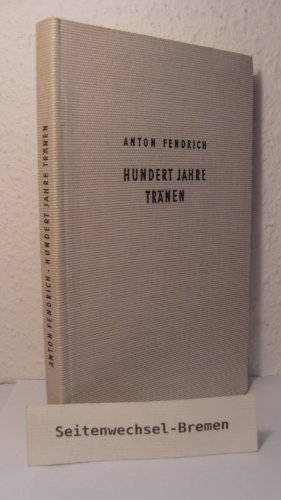 ANTON FENDRICH · HUNDERT JAHRE TRÄNEN
ANTON FENDRICH
HUNDERT JAHRE
TRÄNEN
Seitenwechsel-Bremen